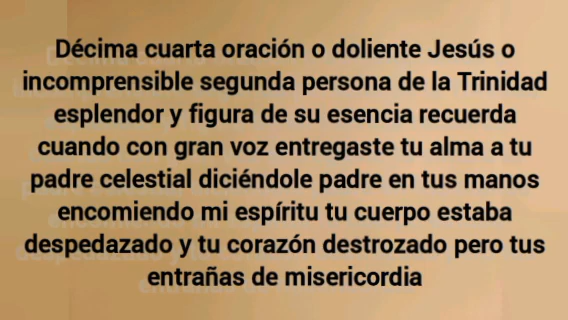 Décima cuarta oración o doliente Jesús o
incomprensible segunda persona de la Trinidad
esplendor y figura de su esencia recuerda
cuando con gran voz entregaste tu alma a tu
padre celestial diciéndole padre en tus manos
encomiendo mi espíritu tu cuerpo estaba
despedazado y tu corazón destrozado pero tus
entrañas de misericordia